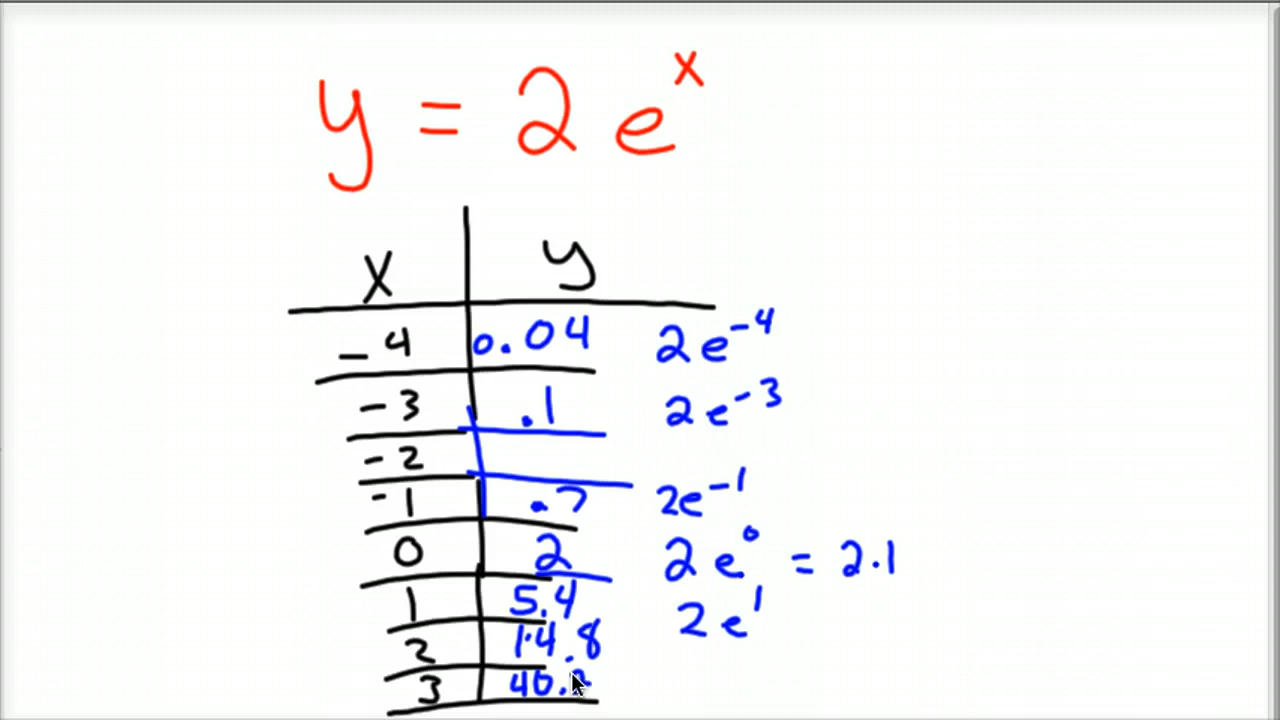 y = 2 e^x
x y
-4 0.04 2e^-4
-3 .1 2e^-3
-2
-1 .7 2e^-1
0 2 2e^0 = 2·1
1 5.4 2e^1
2 14.8
3